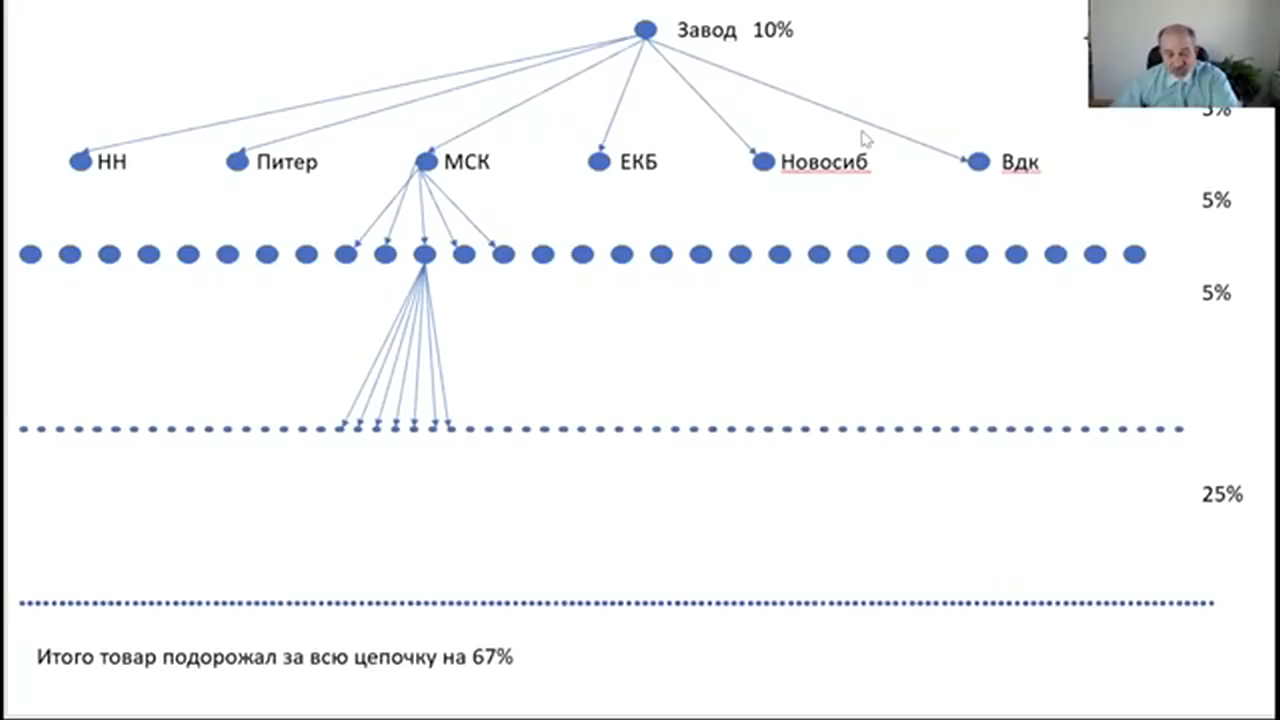 Завод 10%
НН Питер МСК ЕКБ Новосиб Вдк
5%
5%
25%
Итого товар подорожал за всю цепочку на 67%